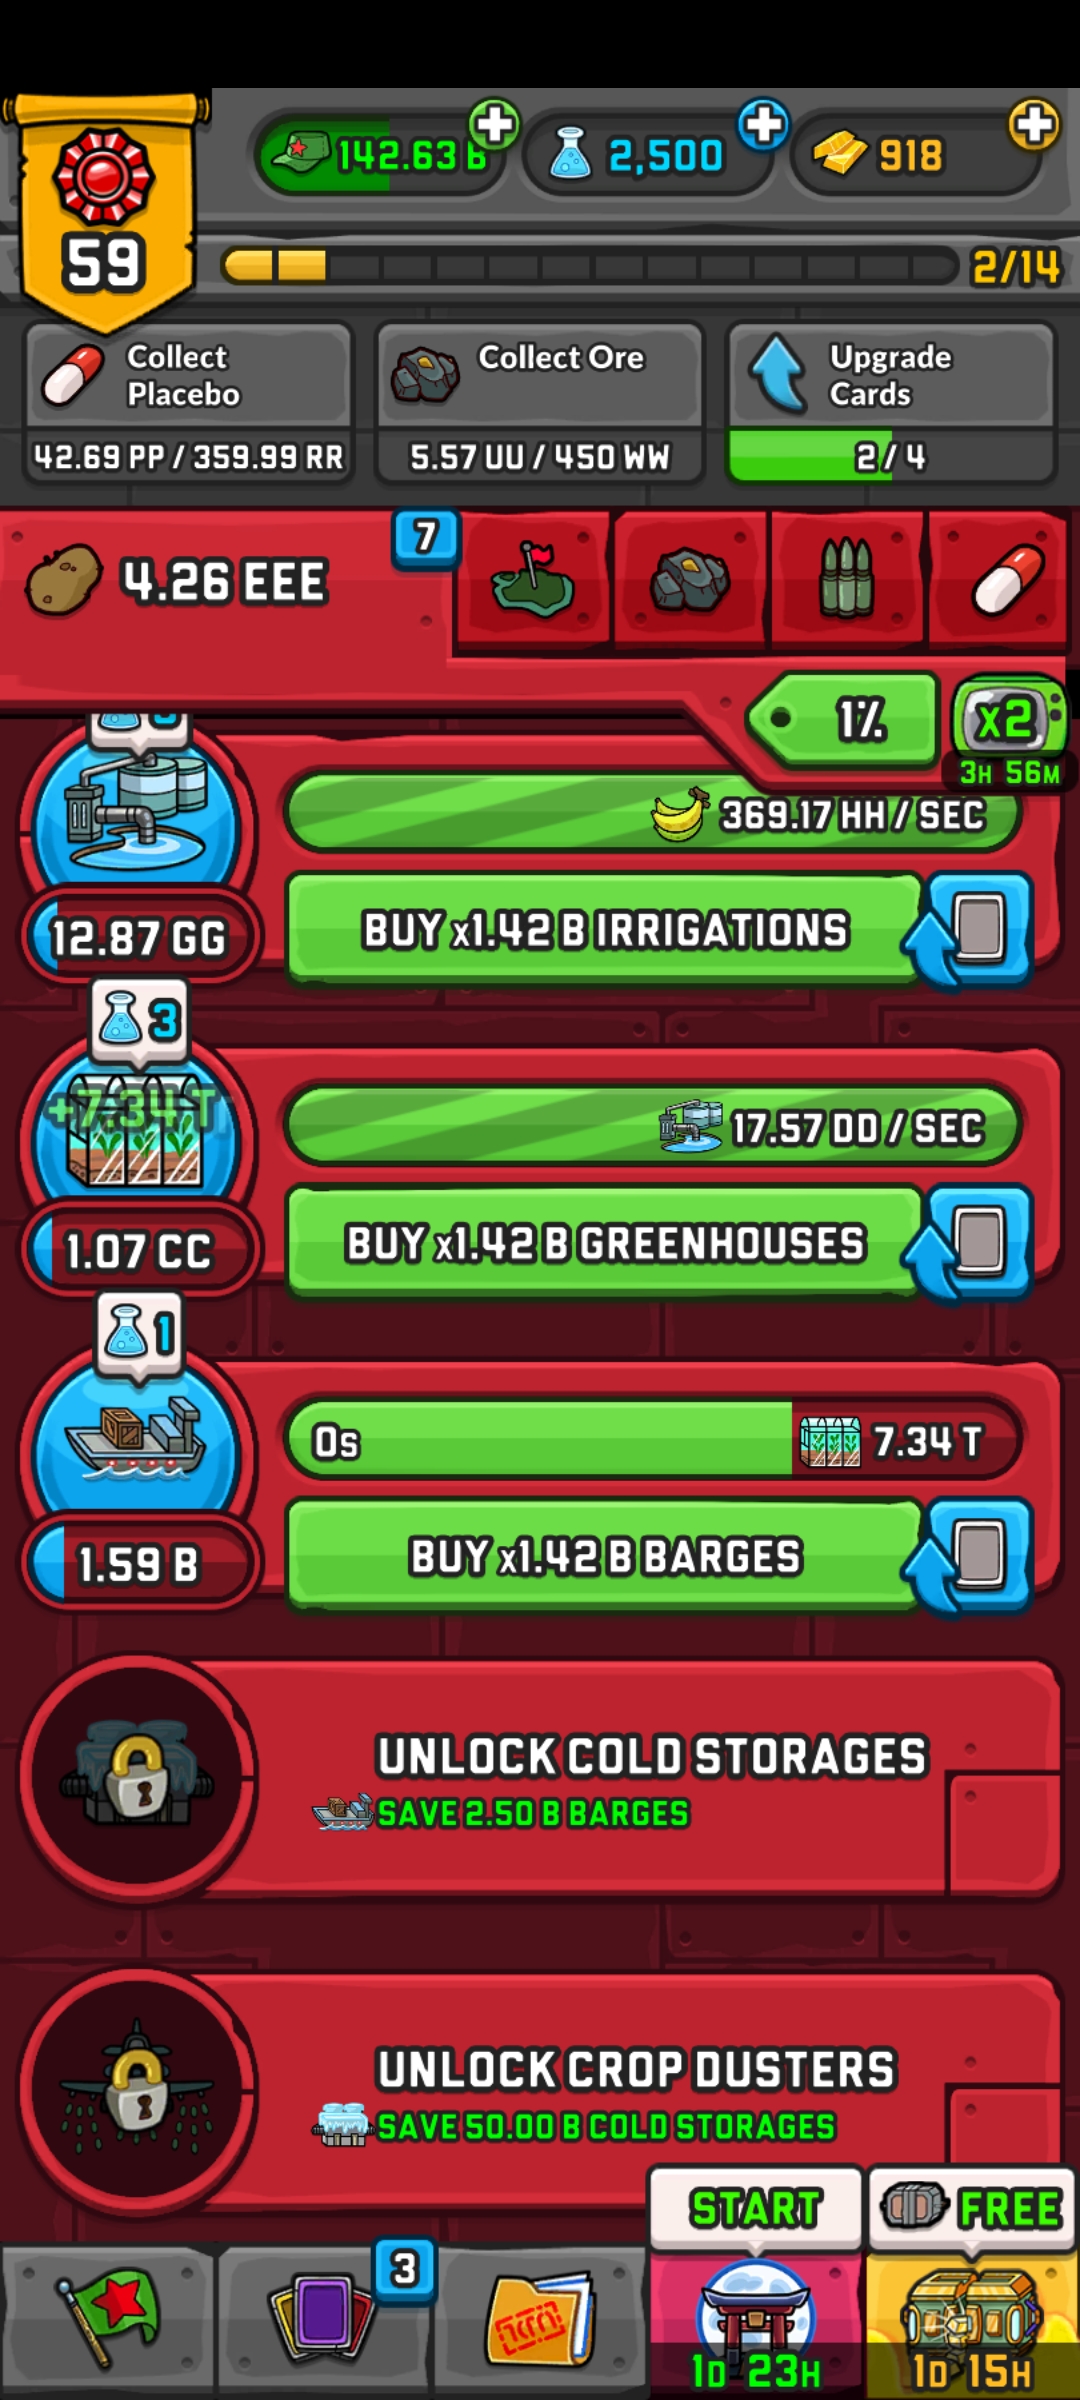 142.63 B
2,500
918
59
2/14
Collect
Placebo
42.69 PP / 359.99 RR
Collect Ore
5.57 UU / 450 WW
Upgrade
Cards
2 / 4
4.26 EEE
7
1%
x2
3H 56M
369.17 HH / SEC
12.87 GG
BUY x1.42 B IRRIGATIONS
3
+7.34 T
17.57 DD / SEC
1.07 CC
BUY x1.42 B GREENHOUSES
1
0s
7.34 T
1.59 B
BUY x1.42 B BARGES
UNLOCK COLD STORAGES
SAVE 2.50 B BARGES
UNLOCK CROP DUSTERS
SAVE 50.00 B COLD STORAGES
START
FREE
3
1D 23H
1D 15H